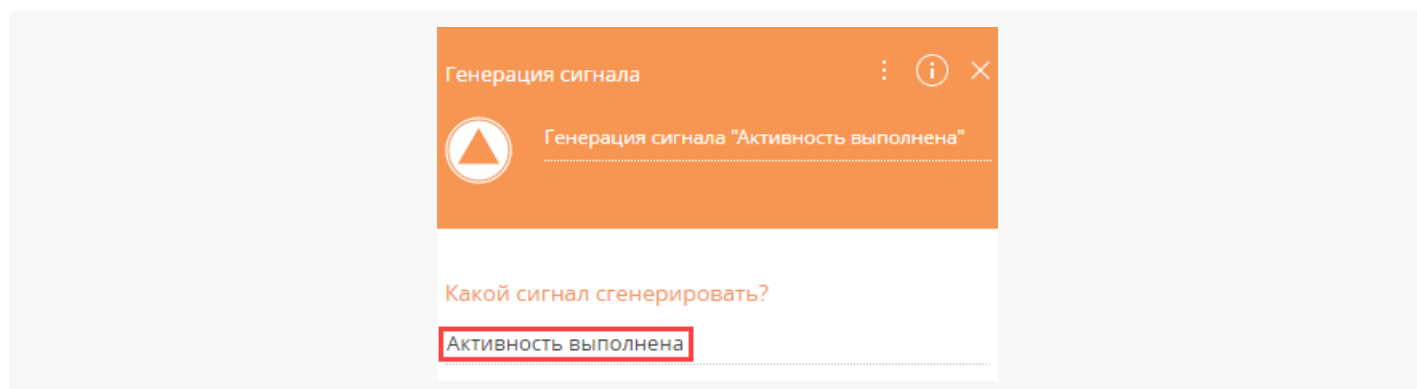 Генерация сигнала
Генерация сигнала "Активность выполнена"
Какой сигнал сгенерировать?
Активность выполнена